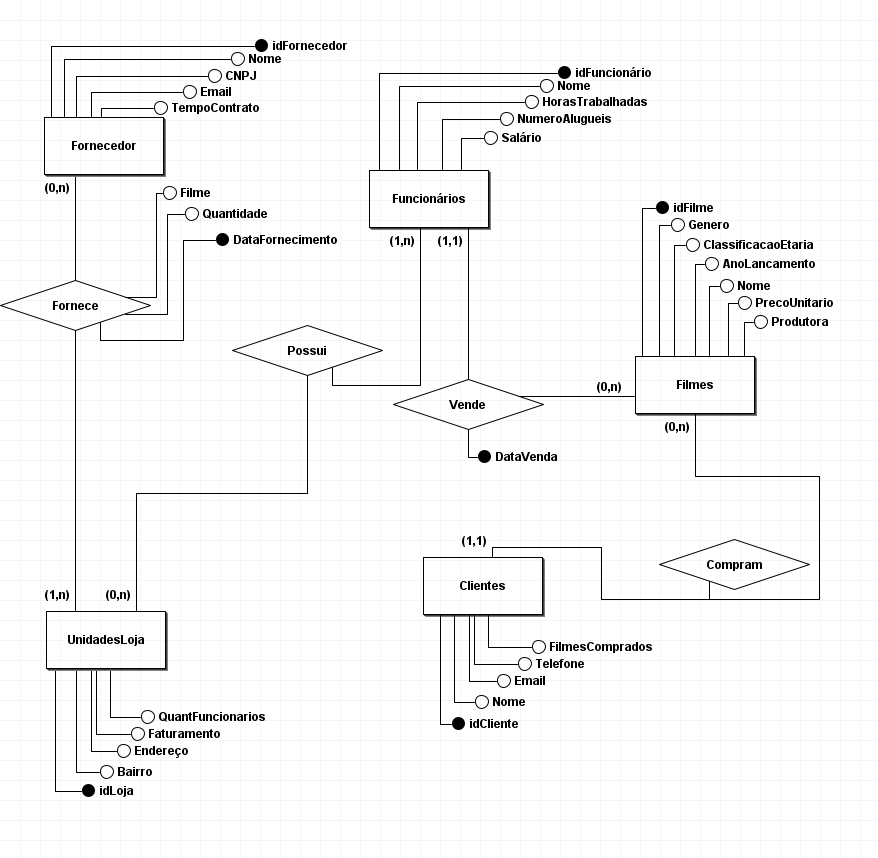 idFornecedor
Nome
CNPJ
Email
TempoContrato
Fornecedor
(0,n)
Filme
Quantidade
DataFornecimento
Fornece
idFuncionário
Nome
HorasTrabalhadas
NumeroAlugueis
Salário
Funcionários
(1,n)
(1,1)
idFilme
Genero
ClassificacaoEtaria
AnoLancamento
Nome
PrecoUnitario
Produtora
Filmes
(0,n)
(0,n)
Possui
Vende
DataVenda
(1,1)
Clientes
Compram
FilmesComprados
Telefone
Email
Nome
idCliente
(1,n)
(0,n)
UnidadesLoja
QuantFuncionarios
Faturamento
Endereço
Bairro
idLoja